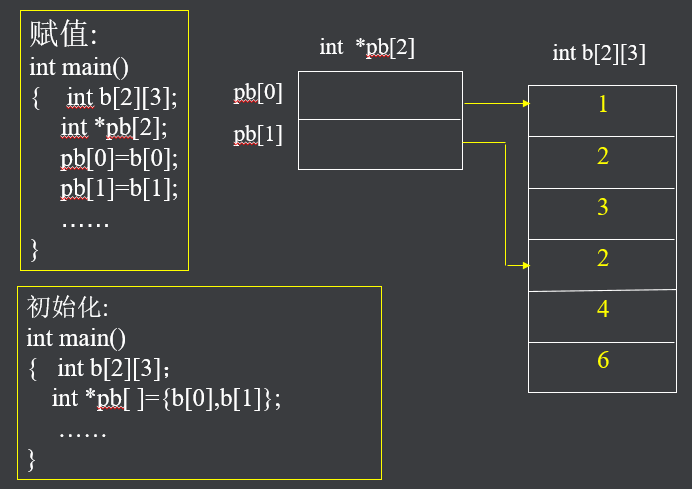 赋值:
int main()
{ int b[2][3];
int *pb[2];
pb[0]=b[0];
pb[1]=b[1];
……
}
int *pb[2]
pb[0]
pb[1]
int b[2][3]
1
2
3
2
4
6
初始化:
int main()
{ int b[2][3];
int *pb[ ]={b[0],b[1]};
……
}